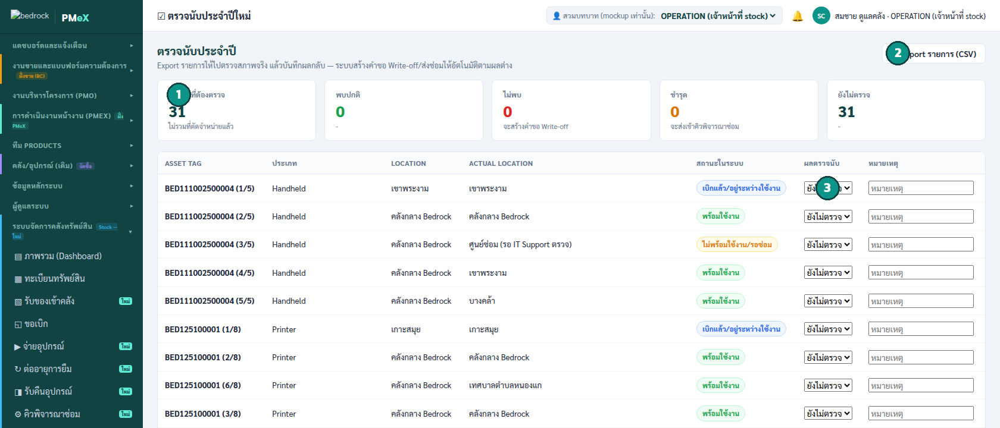 bedrock PMeX
☑ ตรวจนับประจำปีใหม่
👤 สวมบทบาท (mockup เท่านั้น): OPERATION (เจ้าหน้าที่ stock)
🔔 SC สมชาย ดูแลคลัง · OPERATION (เจ้าหน้าที่ stock)
แดชบอร์ดและแจ้งเตือน
งานขายและแบบฟอร์มความต้องการ
ฝั่งขาย (BC)
งานบริหารโครงการ (PMO)
การดำเนินงานหน้างาน (PMEX) ฝั่ง
PMeX
ทีม PRODUCTS
คลัง/อุปกรณ์ (เดิม) จัดซื้อ
ข้อมูลหลักระบบ
ผู้ดูแลระบบ
ระบบจัดการคลังทรัพย์สิน Stock —
ใหม่
▤ ภาพรวม (Dashboard)
▦ ทะเบียนทรัพย์สิน
▧ รับของเข้าคลัง ใหม่
◱ ขอเบิก
▶ จ่ายอุปกรณ์ ใหม่
↻ ต่ออายุการยืม ใหม่
◨ รับคืนอุปกรณ์ ใหม่
⚙ คิวพิจารณาซ่อม ใหม่
ตรวจนับประจำปี
Export รายการให้ไปตรวจสภาพจริง แล้วบันทึกผลกลับ — ระบบสร้างคำขอ Write-off/ส่งซ่อมให้อัตโนมัติตามผลต่าง
2 port รายการ (CSV)
1 ที่ต้องตรวจ
31
ไม่รวมที่ตัดจำหน่ายแล้ว
พบปกติ
0
-
ไม่พบ
0
จะสร้างคำขอ Write-off
ชำรุด
0
จะส่งเข้าคิวพิจารณาซ่อม
ยังไม่ตรวจ
31
-
ASSET TAG ประเภท LOCATION ACTUAL LOCATION สถานะในระบบ ผลตรวจนับ หมายเหตุ
BED111002500004 (1/5) Handheld เขาพระงาม เขาพระงาม เบิกแล้ว/อยู่ระหว่างใช้งาน 3 หมายเหตุ
BED111002500004 (2/5) Handheld คลังกลาง Bedrock คลังกลาง Bedrock พร้อมใช้งาน ยังไม่ตรวจ หมายเหตุ
BED111002500004 (3/5) Handheld คลังกลาง Bedrock ศูนย์ซ่อม (รอ IT Support ตรวจ) ไม่พร้อมใช้งาน/รอซ่อม ยังไม่ตรวจ หมายเหตุ
BED111002500004 (4/5) Handheld คลังกลาง Bedrock เขาพระงาม พร้อมใช้งาน ยังไม่ตรวจ หมายเหตุ
BED111002500004 (5/5) Handheld คลังกลาง Bedrock บางคล้า พร้อมใช้งาน ยังไม่ตรวจ หมายเหตุ
BED125100001 (1/8) Printer เกาะสมุย เกาะสมุย เบิกแล้ว/อยู่ระหว่างใช้งาน ยังไม่ตรวจ หมายเหตุ
BED125100001 (2/8) Printer คลังกลาง Bedrock คลังกลาง Bedrock พร้อมใช้งาน ยังไม่ตรวจ หมายเหตุ
BED125100001 (6/8) Printer คลังกลาง Bedrock เทศบาลตำบลหนองแก พร้อมใช้งาน ยังไม่ตรวจ หมายเหตุ
BED125100001 (3/8) Printer คลังกลาง Bedrock คลังกลาง Bedrock พร้อมใช้งาน ยังไม่ตรวจ หมายเหตุ